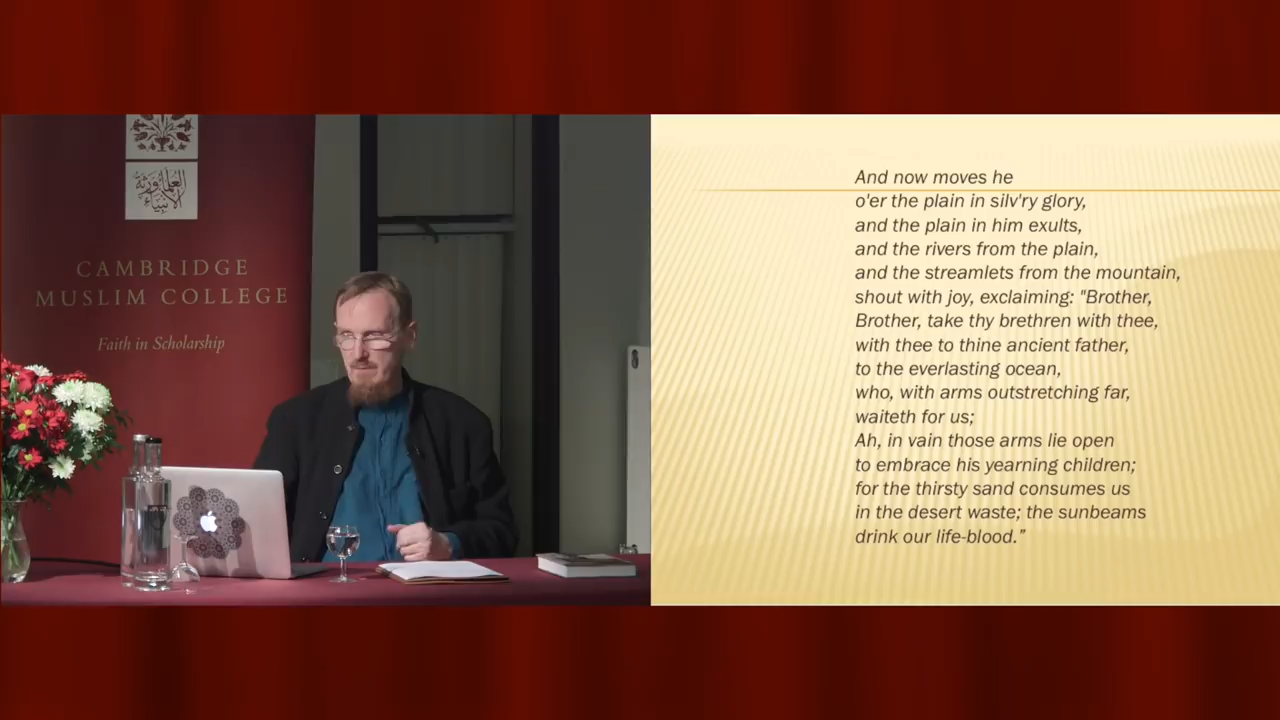 العلماء ورثة
الأنبياء
CAMBRIDGE
MUSLIM COLLEGE
Faith in Scholarship
And now moves he
o'er the plain in silv'ry glory,
and the plain in him exults,
and the rivers from the plain,
and the streamlets from the mountain,
shout with joy, exclaiming: "Brother,
Brother, take thy brethren with thee,
with thee to thine ancient father,
to the everlasting ocean,
who, with arms outstretching far,
waiteth for us;
Ah, in vain those arms lie open
to embrace his yearning children;
for the thirsty sand consumes us
in the desert waste; the sunbeams
drink our life-blood.”